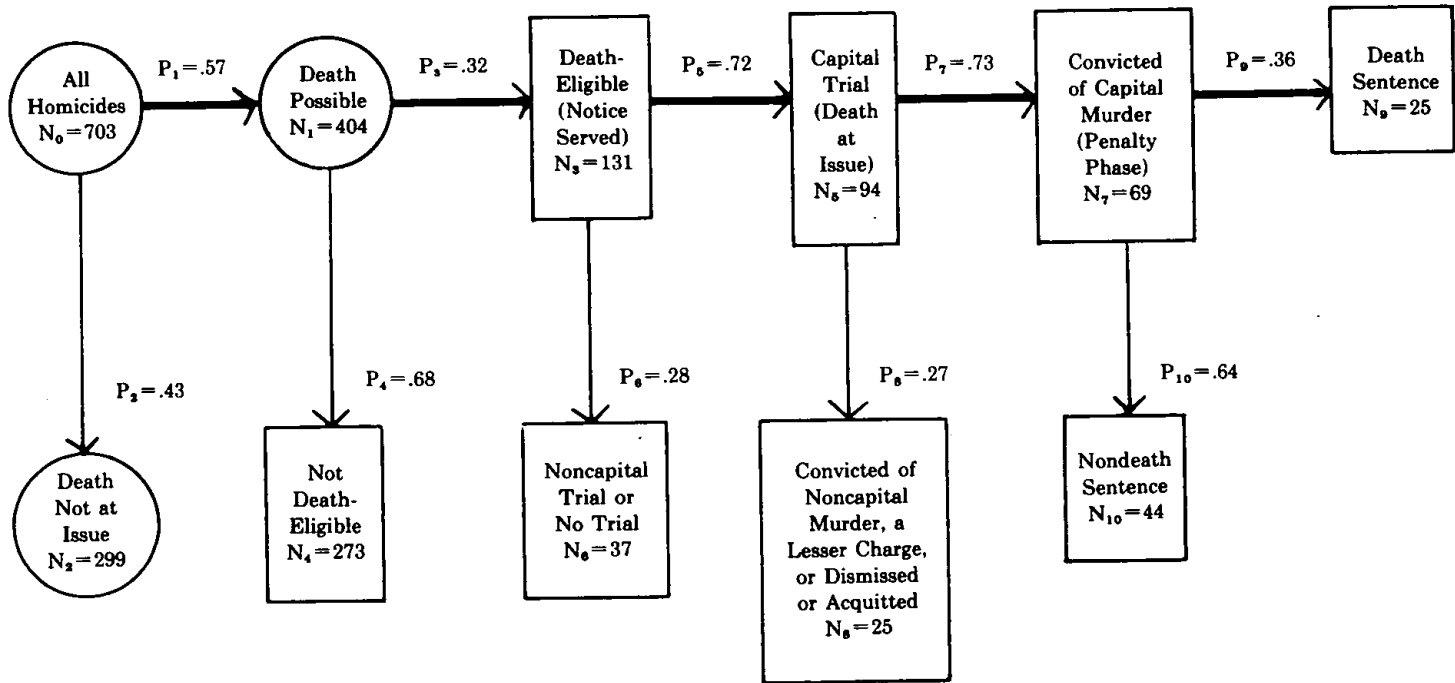 All
Homicides
N₀=703
P₁=.57
Death
Possible
N₁=404
P₃=.32
Death-
Eligible
(Notice
Served)
N₃=131
P₅=.72
Capital
Trial
(Death
at
Issue)
N₅=94
P₇=.73
Convicted
of Capital
Murder
(Penalty
Phase)
N₇=69
P₉=.36
Death
Sentence
N₉=25
P₂=.43
P₄=.68
P₆=.28
P₈=.27
P₁₀=.64
Death
Not at
Issue
N₂=299
Not
Death-
Eligible
N₄=273
Noncapital
Trial or
No Trial
N₆=37
Convicted of
Noncapital
Murder, a
Lesser Charge,
or Dismissed
or Acquitted
N₈=25
Nondeath
Sentence
N₁₀=44